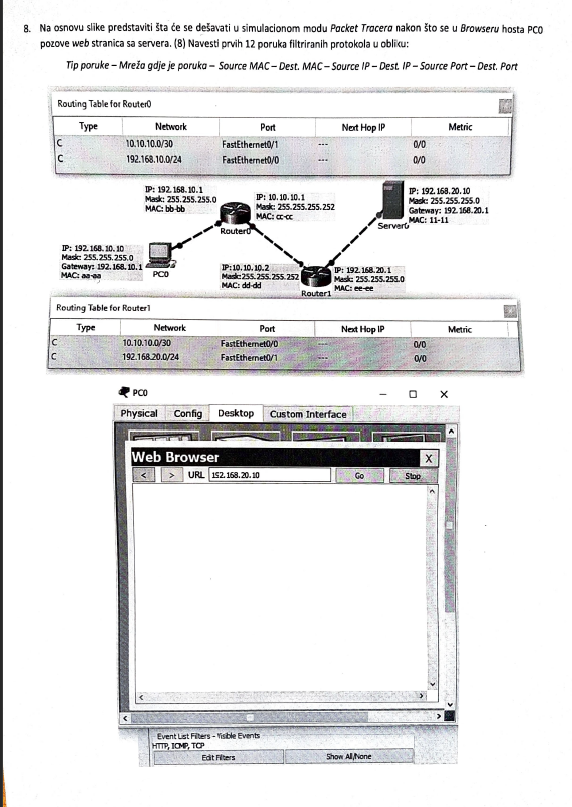 8. Na osnovu slike predstaviti šta će se dešavati u simulacionom modu Packet Tracera nakon što se u Browseru hosta PC0
pozove web stranica sa servera. (8) Navesti prvih 12 poruka filtriranih protokola u obliku:
Tip poruke – Mreža gdje je poruka – Source MAC – Dest. MAC – Source IP – Dest. IP – Source Port – Dest. Port
Routing Table for Router0
Type Network Port Next Hop IP Metric
C 10.10.10.0/30 FastEthernet0/1 --- 0/0
C 192.168.10.0/24 FastEthernet0/0 --- 0/0
IP: 192.168.10.1
Mask: 255.255.255.0
MAC: bb-bb
Router0
IP: 10.10.10.1
Mask: 255.255.255.252
MAC: cc-cc
Server0
IP: 192.168.20.10
Mask: 255.255.255.0
Gateway: 192.168.20.1
MAC: 11-11
IP: 192.168.10.10
Mask: 255.255.255.0
Gateway: 192.168.10.1
MAC: aa-aa
PC0
IP:10.10.10.2
Mask:255.255.255.252
MAC: dd-dd
Router1
IP: 192.168.20.1
Mask: 255.255.255.0
MAC: ee-ee
Routing Table for Router1
Type Network Port Next Hop IP Metric
C 10.10.10.0/30 FastEthernet0/0 --- 0/0
C 192.168.20.0/24 FastEthernet0/1 --- 0/0
PC0
Physical Config Desktop Custom Interface
Web Browser X
< > URL 192.168.20.10 Go Stop
Event List Filters - Visible Events
HTTP, ICMP, TCP
Edit Filters Show All/None